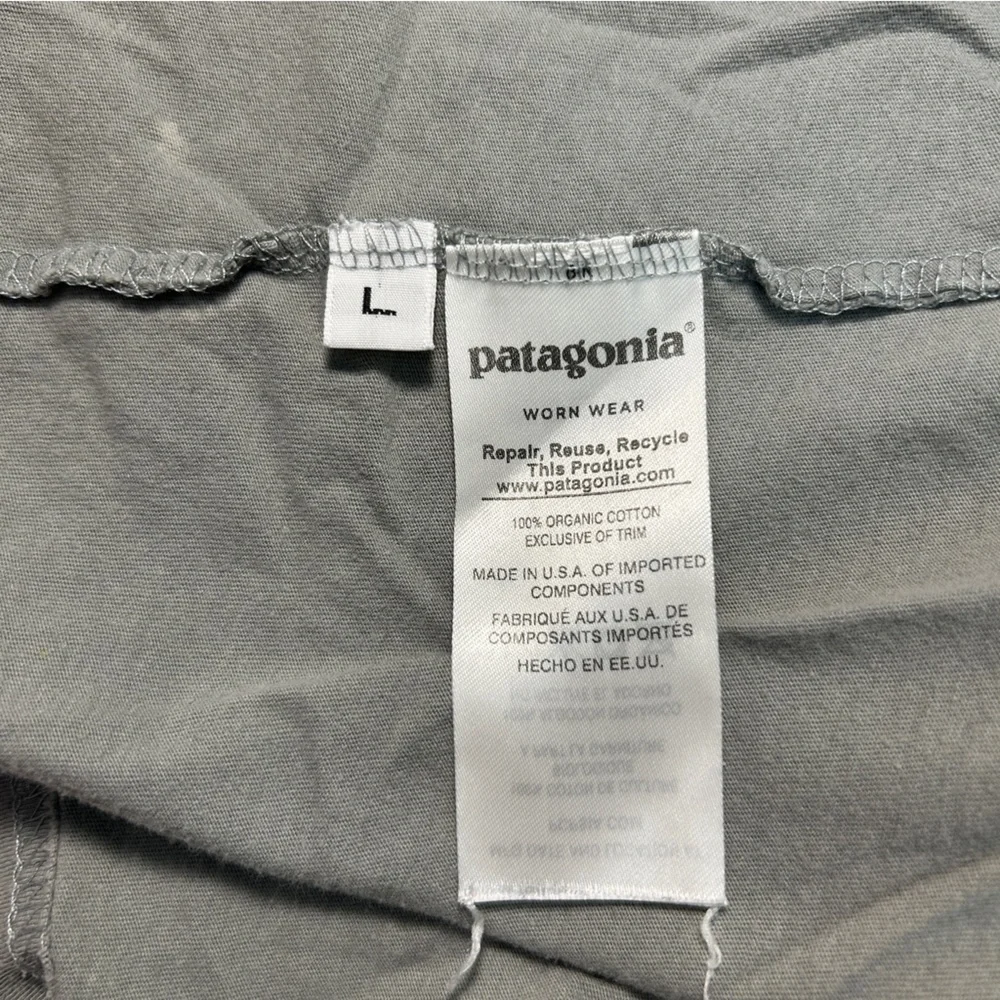 L
patagonia®
WORN WEAR
Repair, Reuse, Recycle
This Product
www.patagonia.com
100% ORGANIC COTTON
EXCLUSIVE OF TRIM
MADE IN U.S.A. OF IMPORTED
COMPONENTS
FABRIQUÉ AUX U.S.A. DE
COMPOSANTS IMPORTÉS
HECHO EN EE.UU.